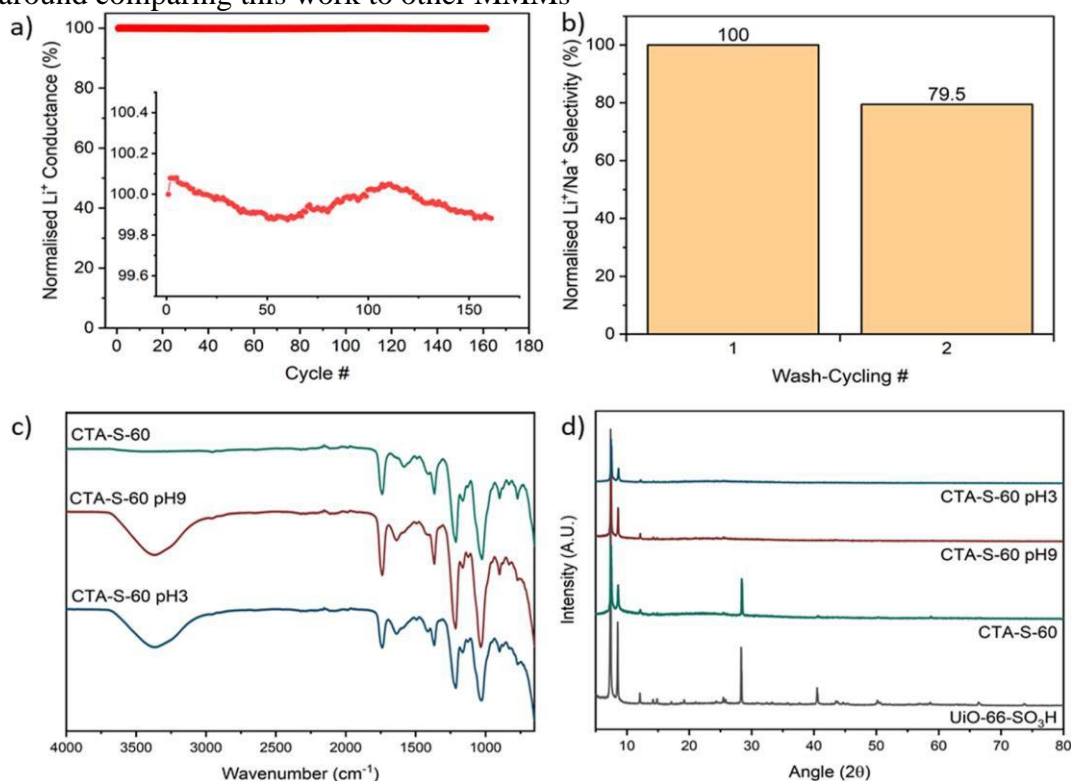 around comparing this work to other MMMs
a)
Normalised Li⁺ Conductance (%)
100
80
60
40
20
0
100.4
100.2
100.0
99.8
99.6
0 50 100 150
0 20 40 60 80 100 120 140 160 180
Cycle #
b)
Normalised Li⁺/Na⁺ Selectivity (%)
100
80
60
40
20
0
100
79.5
1 2
Wash-Cycling #
c)
CTA-S-60
CTA-S-60 pH9
CTA-S-60 pH3
4000 3500 3000 2500 2000 1500 1000
Wavenumber (cm⁻¹)
d)
Intensity (A.U.)
CTA-S-60 pH3
CTA-S-60 pH9
CTA-S-60
UiO-66-SO₃H
10 20 30 40 50 60 70 80
Angle (2θ)